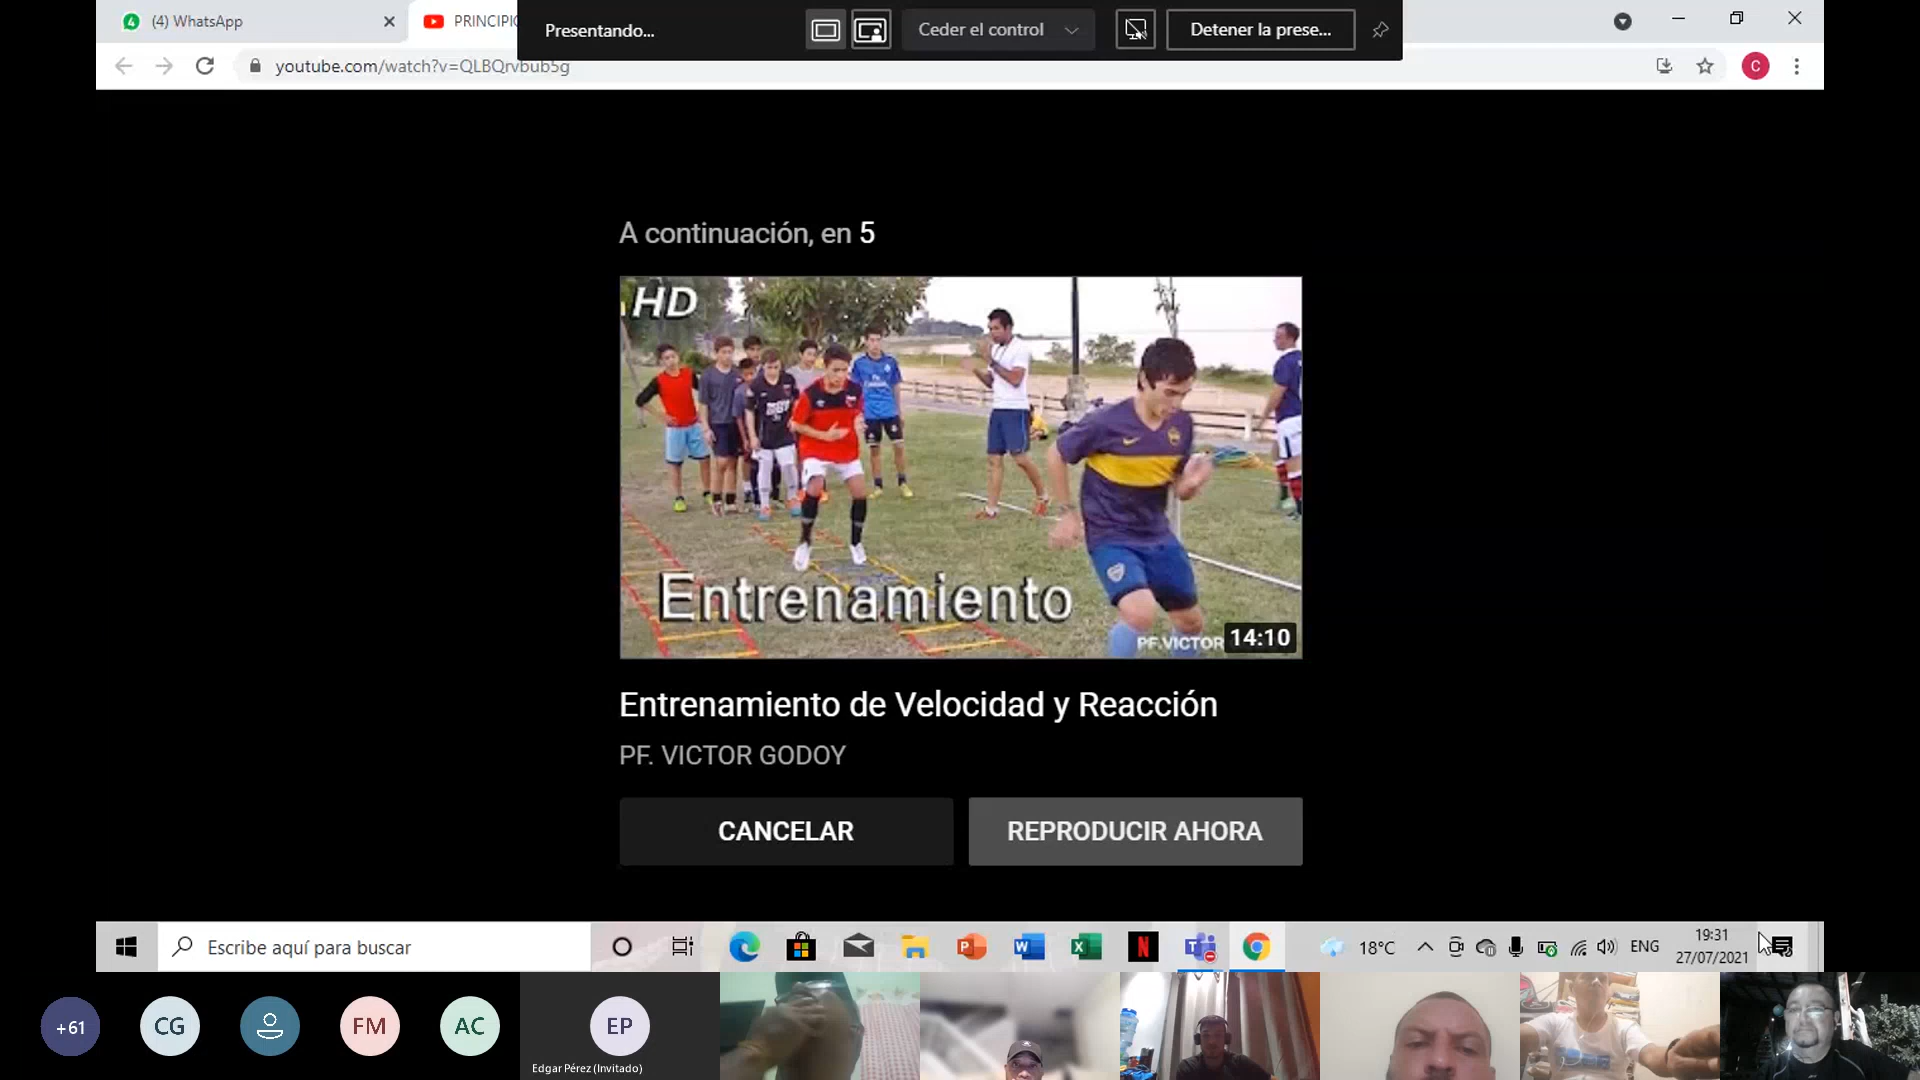 (4) WhatsApp
PRINCIPIO
Presentando...
Ceder el control
Detener la prese...
youtube.com/watch?v=QLBQrvbub5g
C
A continuación, en 5
HD
Entrenamiento
PF.VICTOR
14:10
Entrenamiento de Velocidad y Reacción
PF. VICTOR GODOY
CANCELAR
REPRODUCIR AHORA
Escribe aquí para buscar
18°C
ENG
19:31
27/07/2021
+61
CG
FM
AC
EP
Edgar Pérez (Invitado)